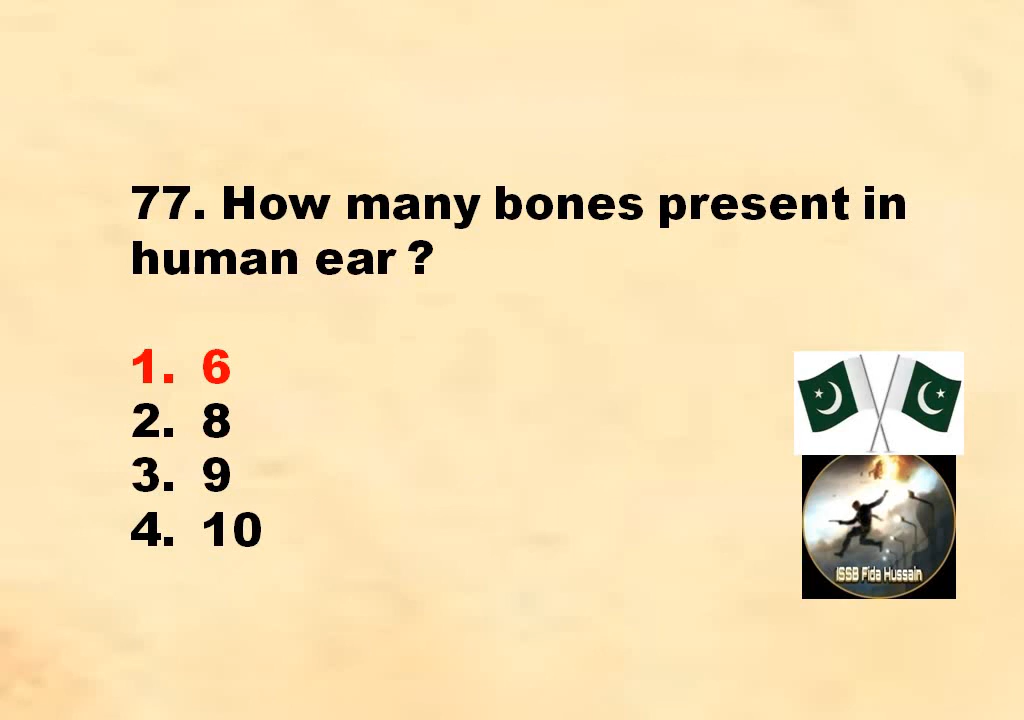 77. How many bones present in
human ear ?
1. 6
2. 8
3. 9
4. 10
ISSB Fida Hussain